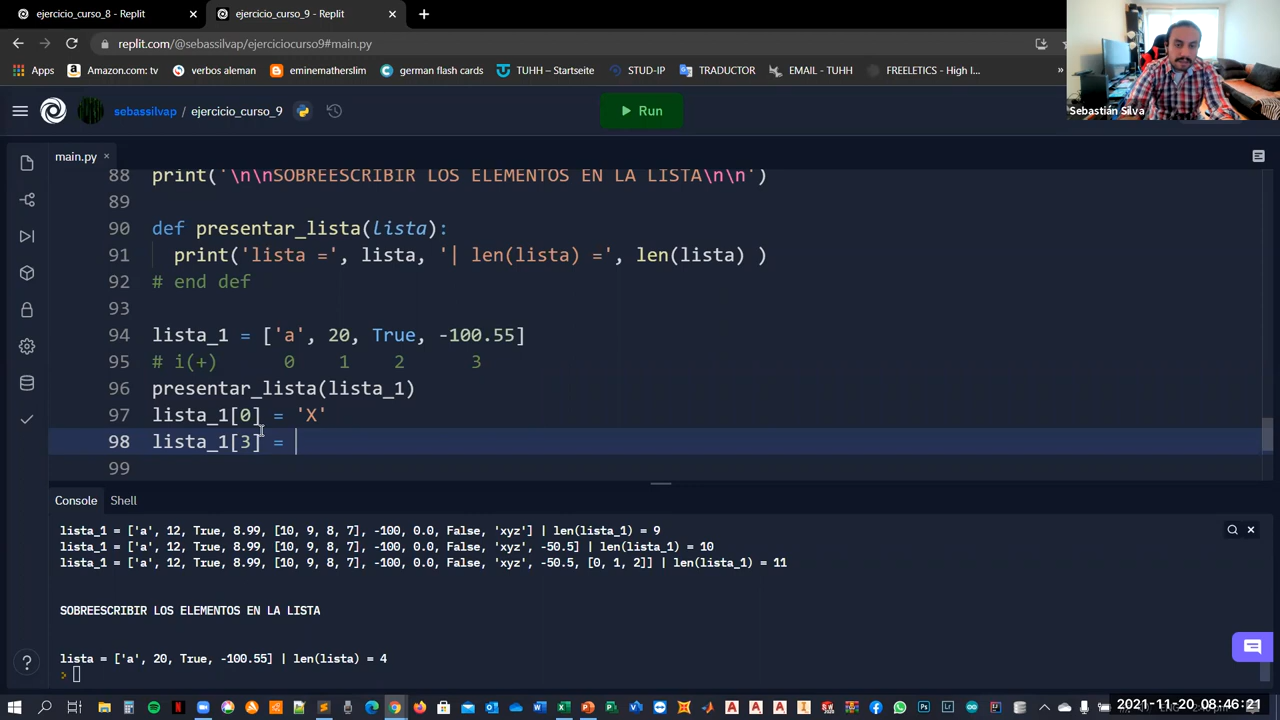 ejercicio_curso_8 - Replit
ejercicio_curso_9 - Replit
replit.com/@sebassilvap/ejerciciocurso9#main.py
Apps Amazon.com: tv verbos aleman eminemathslim TUHH – Startseite STUD-IP TRADUCTOR EMAIL - TUHH FREELETICS - High I...
Sebastián Silva
sebassilvap / ejercicio_curso_9
Run
main.py
88 print('\n\nSOBREESCRIBIR LOS ELEMENTOS EN LA LISTA\n\n')
89
90 def presentar_lista(lista):
91 print('lista =', lista, '| len(lista) =', len(lista) )
92 # end def
93
94 lista_1 = ['a', 20, True, -100.55]
95 # i(+) 0 1 2 3
96 presentar_lista(lista_1)
97 lista_1[0] = 'X'
98 lista_1[3] =
99
Console Shell
lista_1 = ['a', 12, True, 8.99, [10, 9, 8, 7], -100, 0.0, False, 'xyz'] | len(lista_1) = 9
lista_1 = ['a', 12, True, 8.99, [10, 9, 8, 7], -100, 0.0, False, 'xyz', -50.5] | len(lista_1) = 10
lista_1 = ['a', 12, True, 8.99, [10, 9, 8, 7], -100, 0.0, False, 'xyz', -50.5, [0, 1, 2]] | len(lista_1) = 11
SOBREESCRIBIR LOS ELEMENTOS EN LA LISTA
lista = ['a', 20, True, -100.55] | len(lista) = 4
2021-11-20 08:46:21